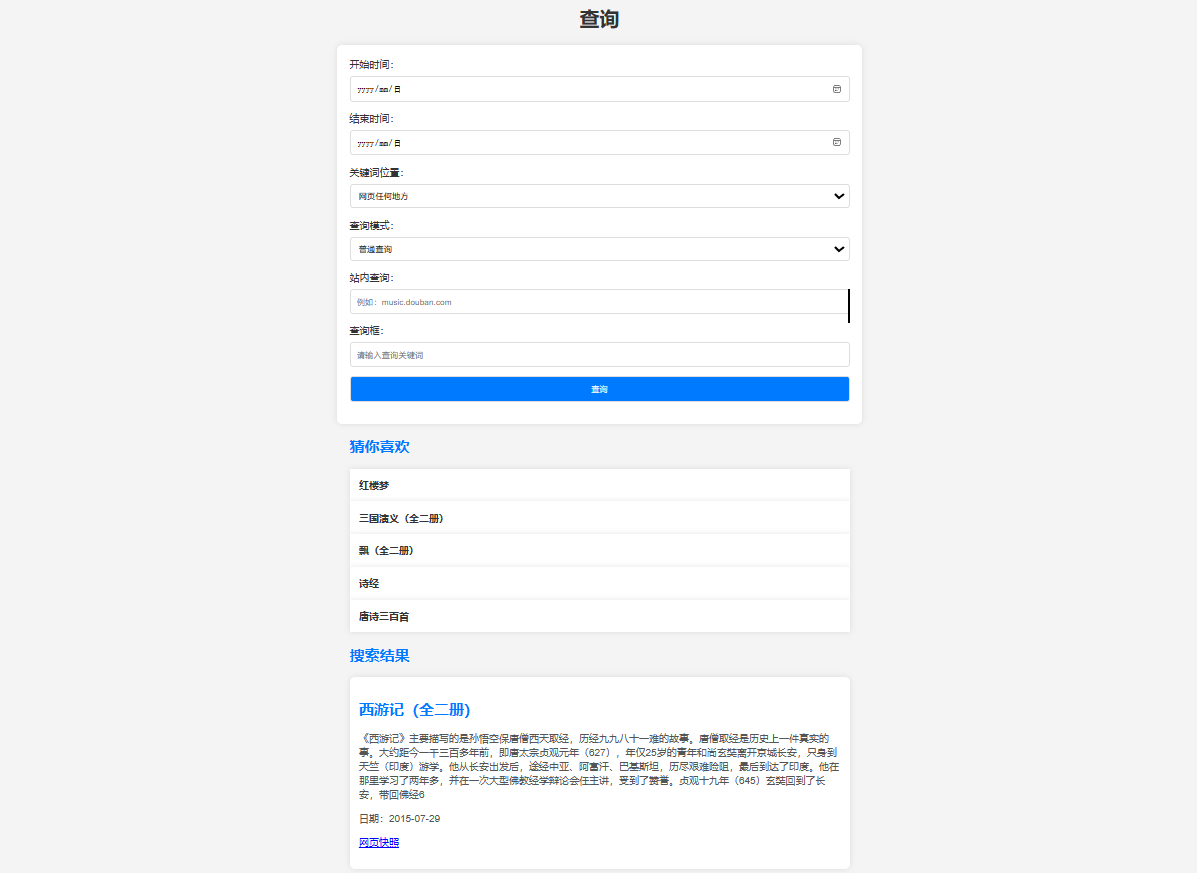 查询
开始时间：
yyyy/mm/日
结束时间：
yyyy/mm/日
关键词位置：
网页任何地方
查询模式：
普通查询
站内查询：
例如：music.douban.com
查询框：
请输入查询关键词
查询
猜你喜欢
红楼梦
三国演义（全二册）
飘（全二册）
诗经
唐诗三百首
搜索结果
西游记（全二册）
《西游记》主要描写的是孙悟空保唐僧西天取经，历经九九八十一难的故事。唐僧取经是历史上一件真实的
事。大约距今一千三百多年前，即唐太宗贞观元年（627），年仅25岁的青年和尚玄奘离开京城长安，只身到
天竺（印度）游学。他从长安出发后，途经中亚、阿富汗、巴基斯坦，历尽艰难险阻，最后到达了印度。他在
那里学习了两年多，并在一次大型佛教经学辩论会任主讲，受到了赞誉。贞观十九年（645）玄奘回到了长
安，带回佛经6
日期：2015-07-29
网页快照